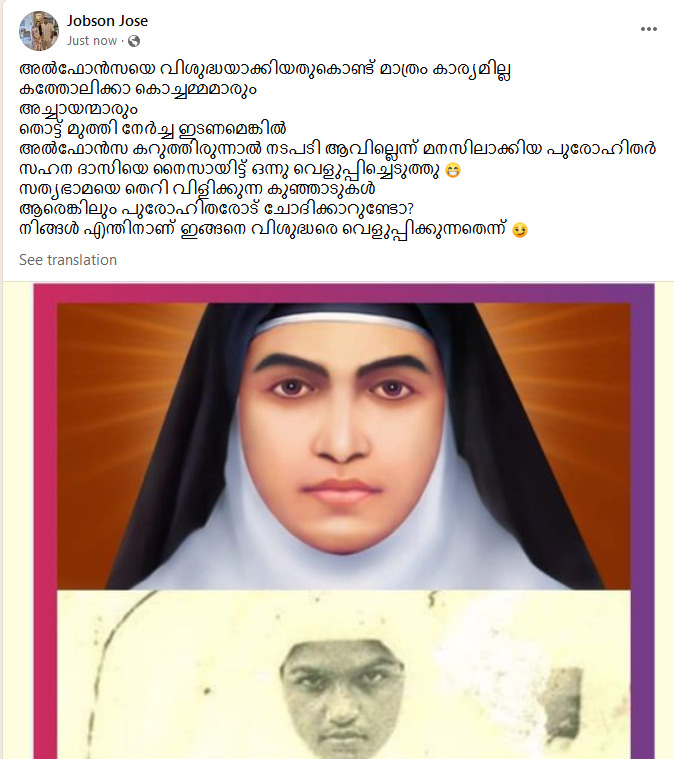 Jobson Jose
Just now ·
അൽഫോൻസയെ വിശുദ്ധയാക്കിയതുകൊണ്ട് മാത്രം കാര്യമില്ല
കത്തോലിക്കാ കൊച്ചമ്മമാരും
അച്ചായന്മാരും
തൊട്ട് മുത്തി നേർച്ച ഇടണമെങ്കിൽ
അൽഫോൻസ കറുത്തിരുന്നാൽ നടപടി ആവില്ലെന്ന് മനസിലാക്കിയ പുരോഹിതർ
സഹന ദാസിയെ നൈസായിട്ട് ഒന്നു വെളുപ്പിച്ചെടുത്തു 😁
സത്യഭാമയെ തെറി വിളിക്കുന്ന കുഞ്ഞാടുകൾ
ആരെങ്കിലും പുരോഹിതരോട് ചോദിക്കാറുണ്ടോ?
നിങ്ങൾ എന്തിനാണ് ഇങ്ങനെ വിശുദ്ധരെ വെളുപ്പിക്കുന്നതെന്ന് 😏
See translation